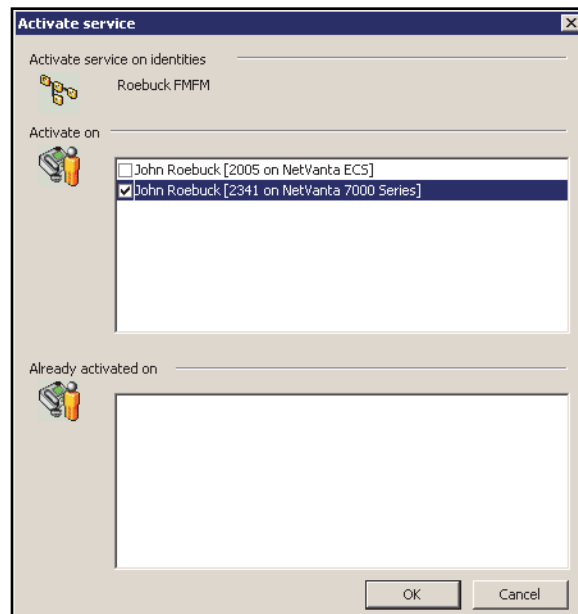 Activate service
Activate service on identities
Roebuck FMFM
Activate on
John Roebuck [2005 on NetVanta ECS]
John Roebuck [2341 on NetVanta 7000 Series]
Already activated on
OK
Cancel